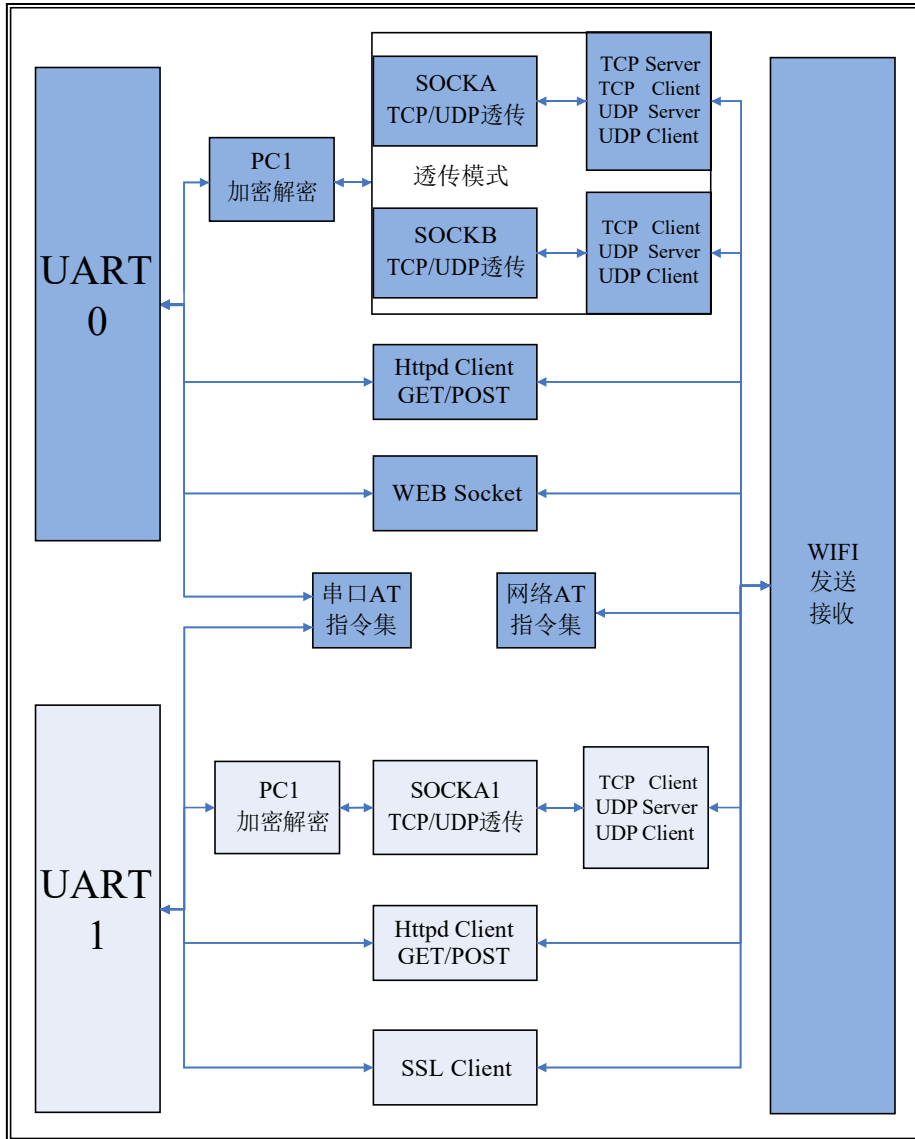 UART
0
PC1
加密解密
SOCKA
TCP/UDP透传
透传模式
SOCKB
TCP/UDP透传
TCP Server
TCP Client
UDP Server
UDP Client
TCP Client
UDP Server
UDP Client
Httpd Client
GET/POST
WEB Socket
串口AT
指令集
网络AT
指令集
WIFI
发送
接收
UART
1
PC1
加密解密
SOCKA1
TCP/UDP透传
TCP Client
UDP Server
UDP Client
Httpd Client
GET/POST
SSL Client